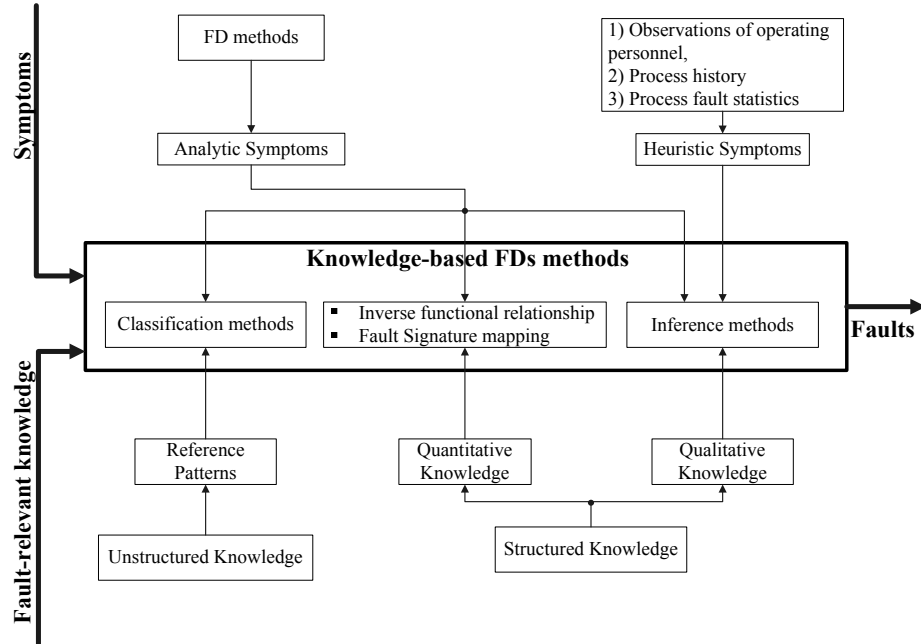 FD methods
1) Observations of operating
personnel,
2) Process history
3) Process fault statistics
Symptoms
Analytic Symptoms
Heuristic Symptoms
Knowledge-based FDs methods
Classification methods
▪ Inverse functional relationship
▪ Fault Signature mapping
Inference methods
Faults
Fault-relevant knowledge
Reference
Patterns
Quantitative
Knowledge
Qualitative
Knowledge
Unstructured Knowledge
Structured Knowledge